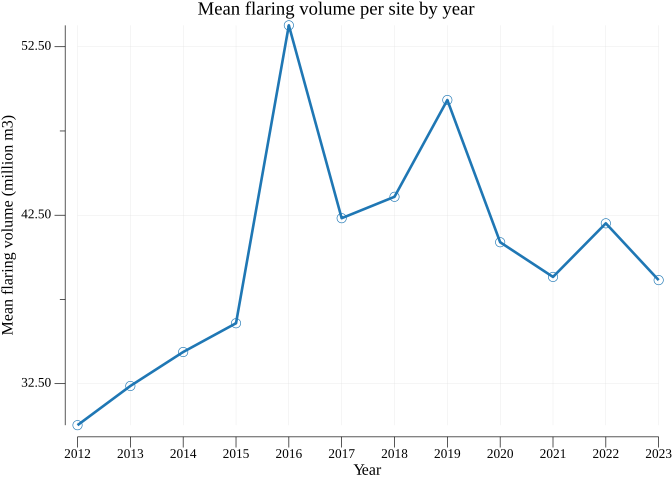 Mean flaring volume per site by year
Mean flaring volume (million m3)
52.50
42.50
32.50
2012 2013 2014 2015 2016 2017 2018 2019 2020 2021 2022 2023
Year